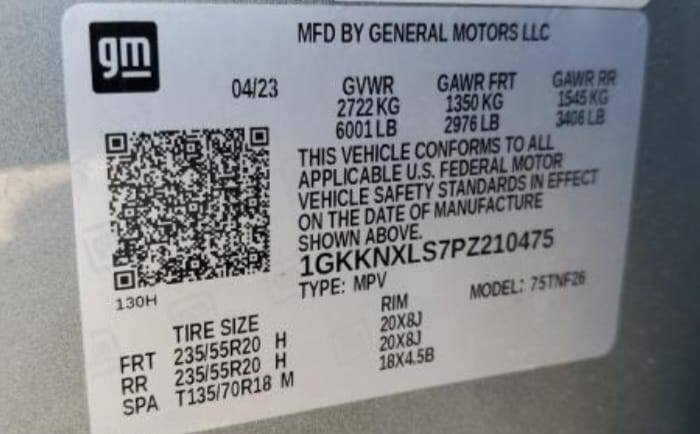 gm
MFD BY GENERAL MOTORS LLC
04/23 GVWR GAWR FRT GAWR RR
2722 KG 1350 KG 1545 KG
6001 LB 2976 LB 3406 LB
THIS VEHICLE CONFORMS TO ALL
APPLICABLE U.S. FEDERAL MOTOR
VEHICLE SAFETY STANDARDS IN EFFECT
ON THE DATE OF MANUFACTURE
SHOWN ABOVE.
1GKKNXLS7PZ210475
TYPE: MPV MODEL: 75TNF26
130H
TIRE SIZE RIM
FRT 235/55R20 H 20X8J
RR 235/55R20 H 20X8J
SPA T135/70R18 M 18X4.5B